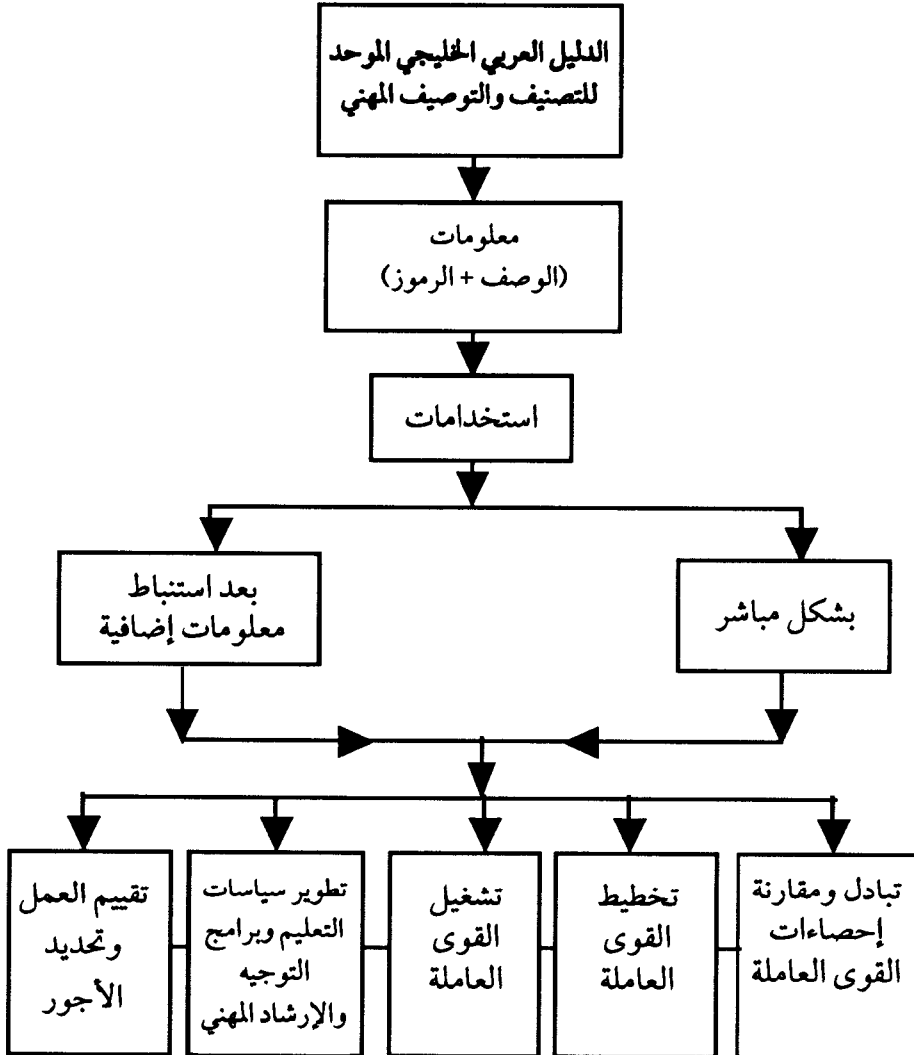 الدليل العربي الخليجي الموحد
للتصنيف والتوصيف المهني
معلومات
(الوصف + الرموز)
استخدامات
بشكل مباشر
بعد استنباط
معلومات إضافية
تبادل ومقارنة
إحصاءات
القوى العاملة
تخطيط
القوى
العاملة
تشغيل
القوى
العاملة
تطوير سياسات
التعليم وبرامج
التوجيه
والإرشاد المهني
تقييم العمل
وتحديد
الأجور